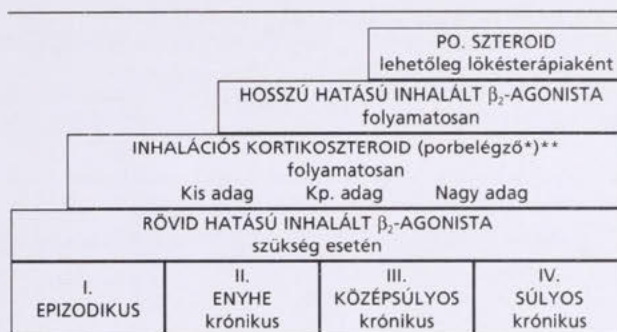 PO. SZTEROID
lehetőleg lökésterápiaként
HOSSZÚ HATÁSÚ INHALÁLT β₂-AGONISTA
folyamatosan
INHALÁCIÓS KORTIKOSZTEROID (porbelégző*)**
folyamatosan
Kis adag Kp. adag Nagy adag
RÖVID HATÁSÚ INHALÁLT β₂-AGONISTA
szükség esetén
I.
EPIZODIKUS
II.
ENYHE
krónikus
III.
KÖZÉPSÚLYOS
krónikus
IV.
SÚLYOS
krónikus